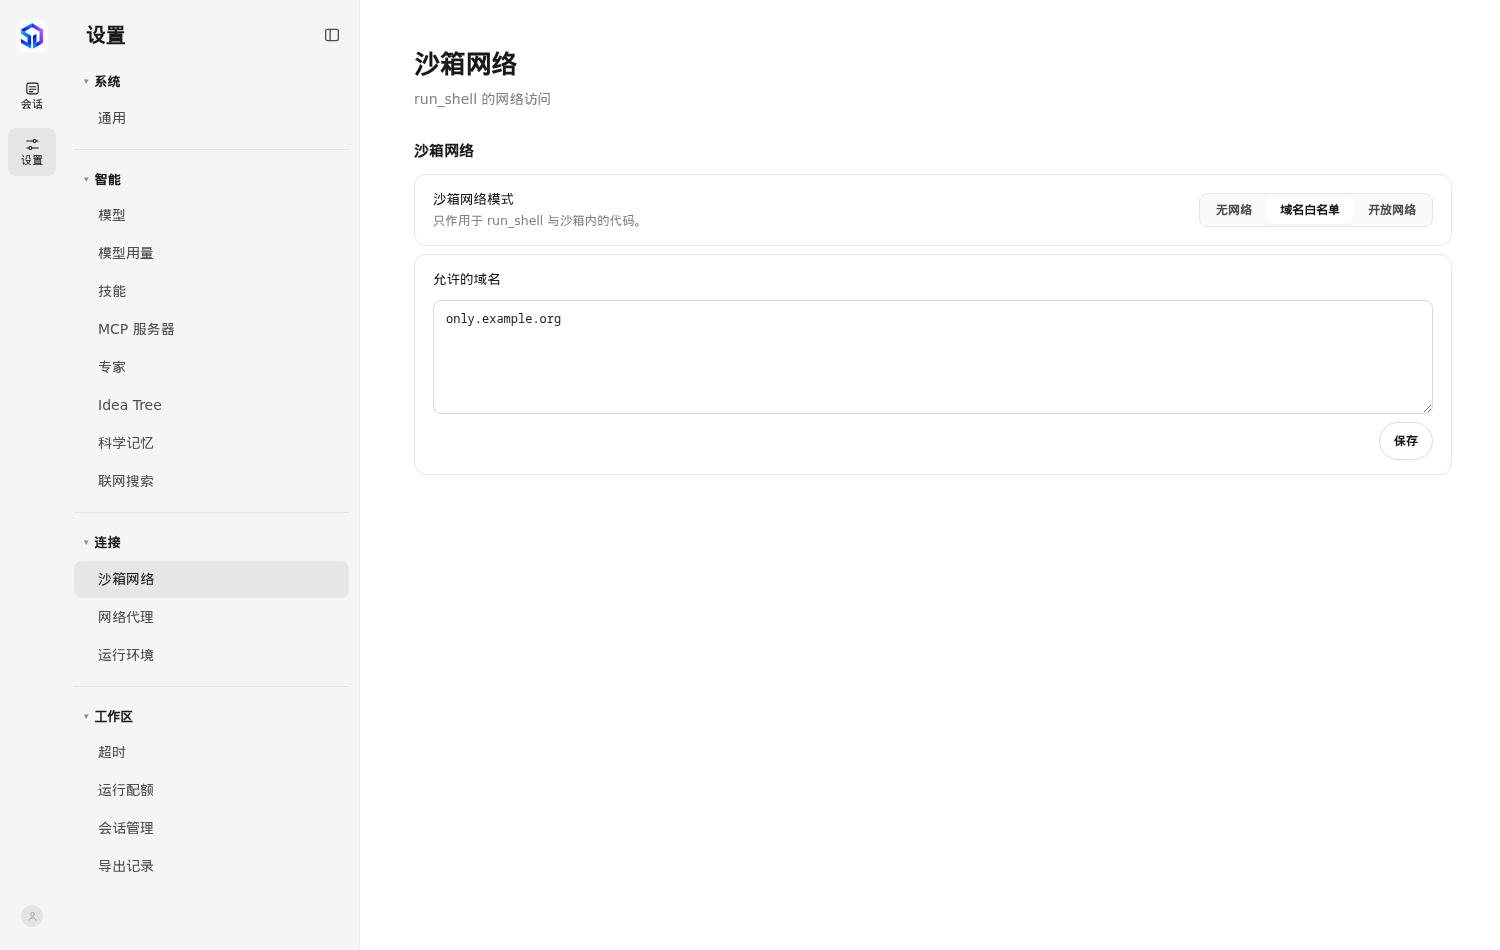 设置
会话
设置
系统
通用
智能
模型
模型用量
技能
MCP 服务器
专家
Idea Tree
科学记忆
联网搜索
连接
沙箱网络
网络代理
运行环境
工作区
超时
运行配额
会话管理
导出记录
沙箱网络
run_shell 的网络访问
沙箱网络
沙箱网络模式
只作用于 run_shell 与沙箱内的代码。
无网络 域名白名单 开放网络
允许的域名
only.example.org
保存